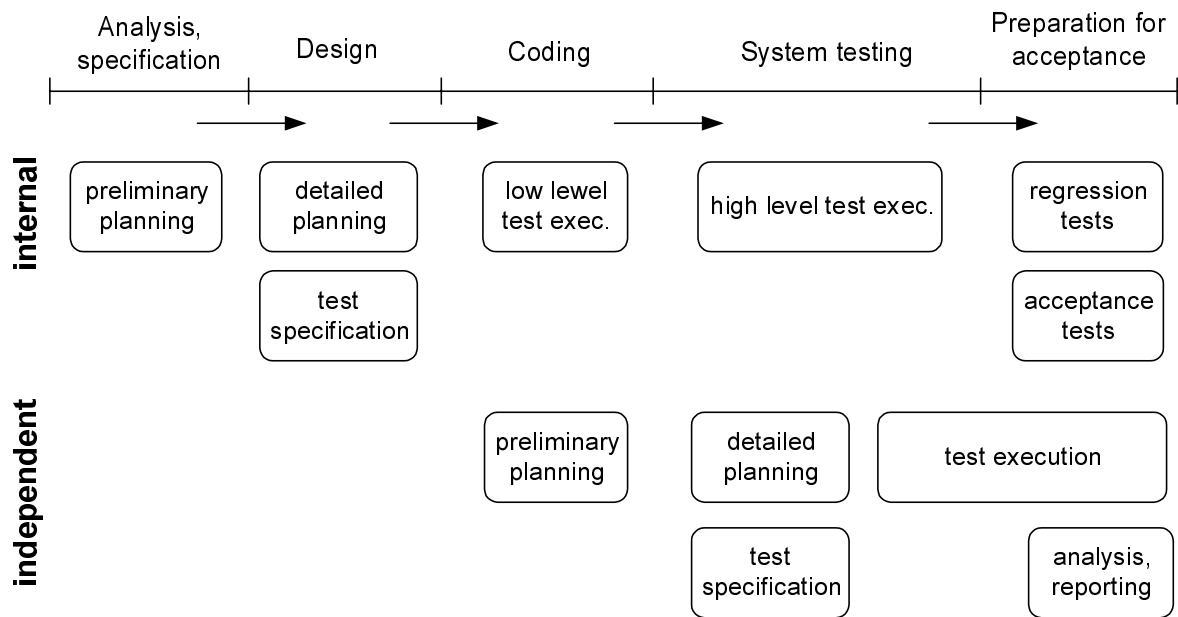 Analysis,
specification
Design
Coding
System testing
Preparation for
acceptance
internal
preliminary
planning
detailed
planning
low lewel
test exec.
high level test exec.
regression
tests
test
specification
acceptance
tests
independent
preliminary
planning
detailed
planning
test execution
test
specification
analysis,
reporting